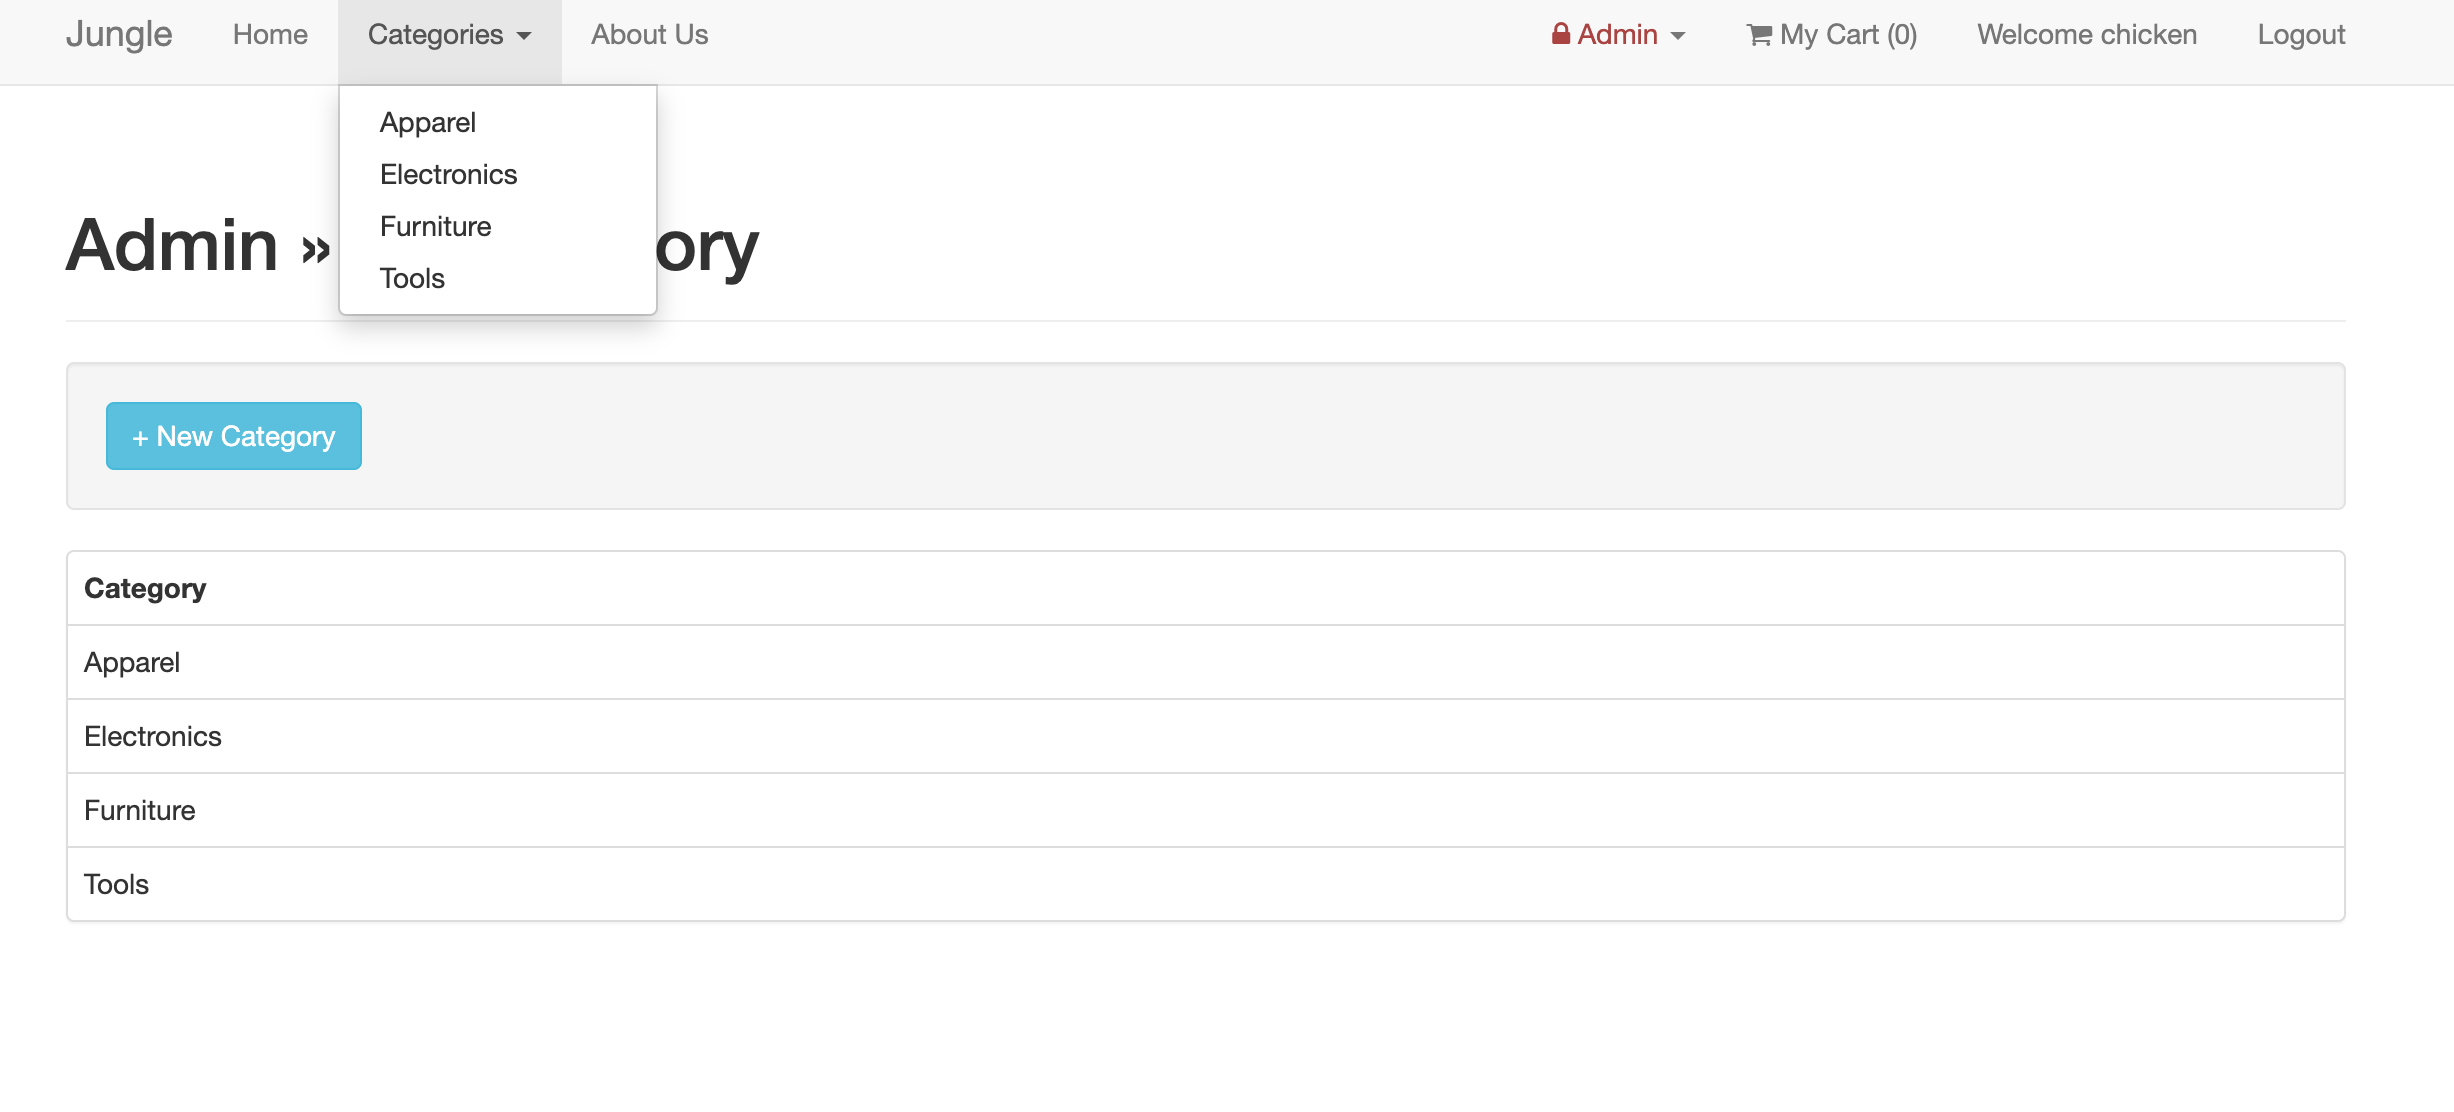 Jungle Home Categories About Us Admin My Cart (0) Welcome chicken Logout
Apparel
Electronics
Furniture
Tools
Admin » ory
+ New Category
Category
Apparel
Electronics
Furniture
Tools